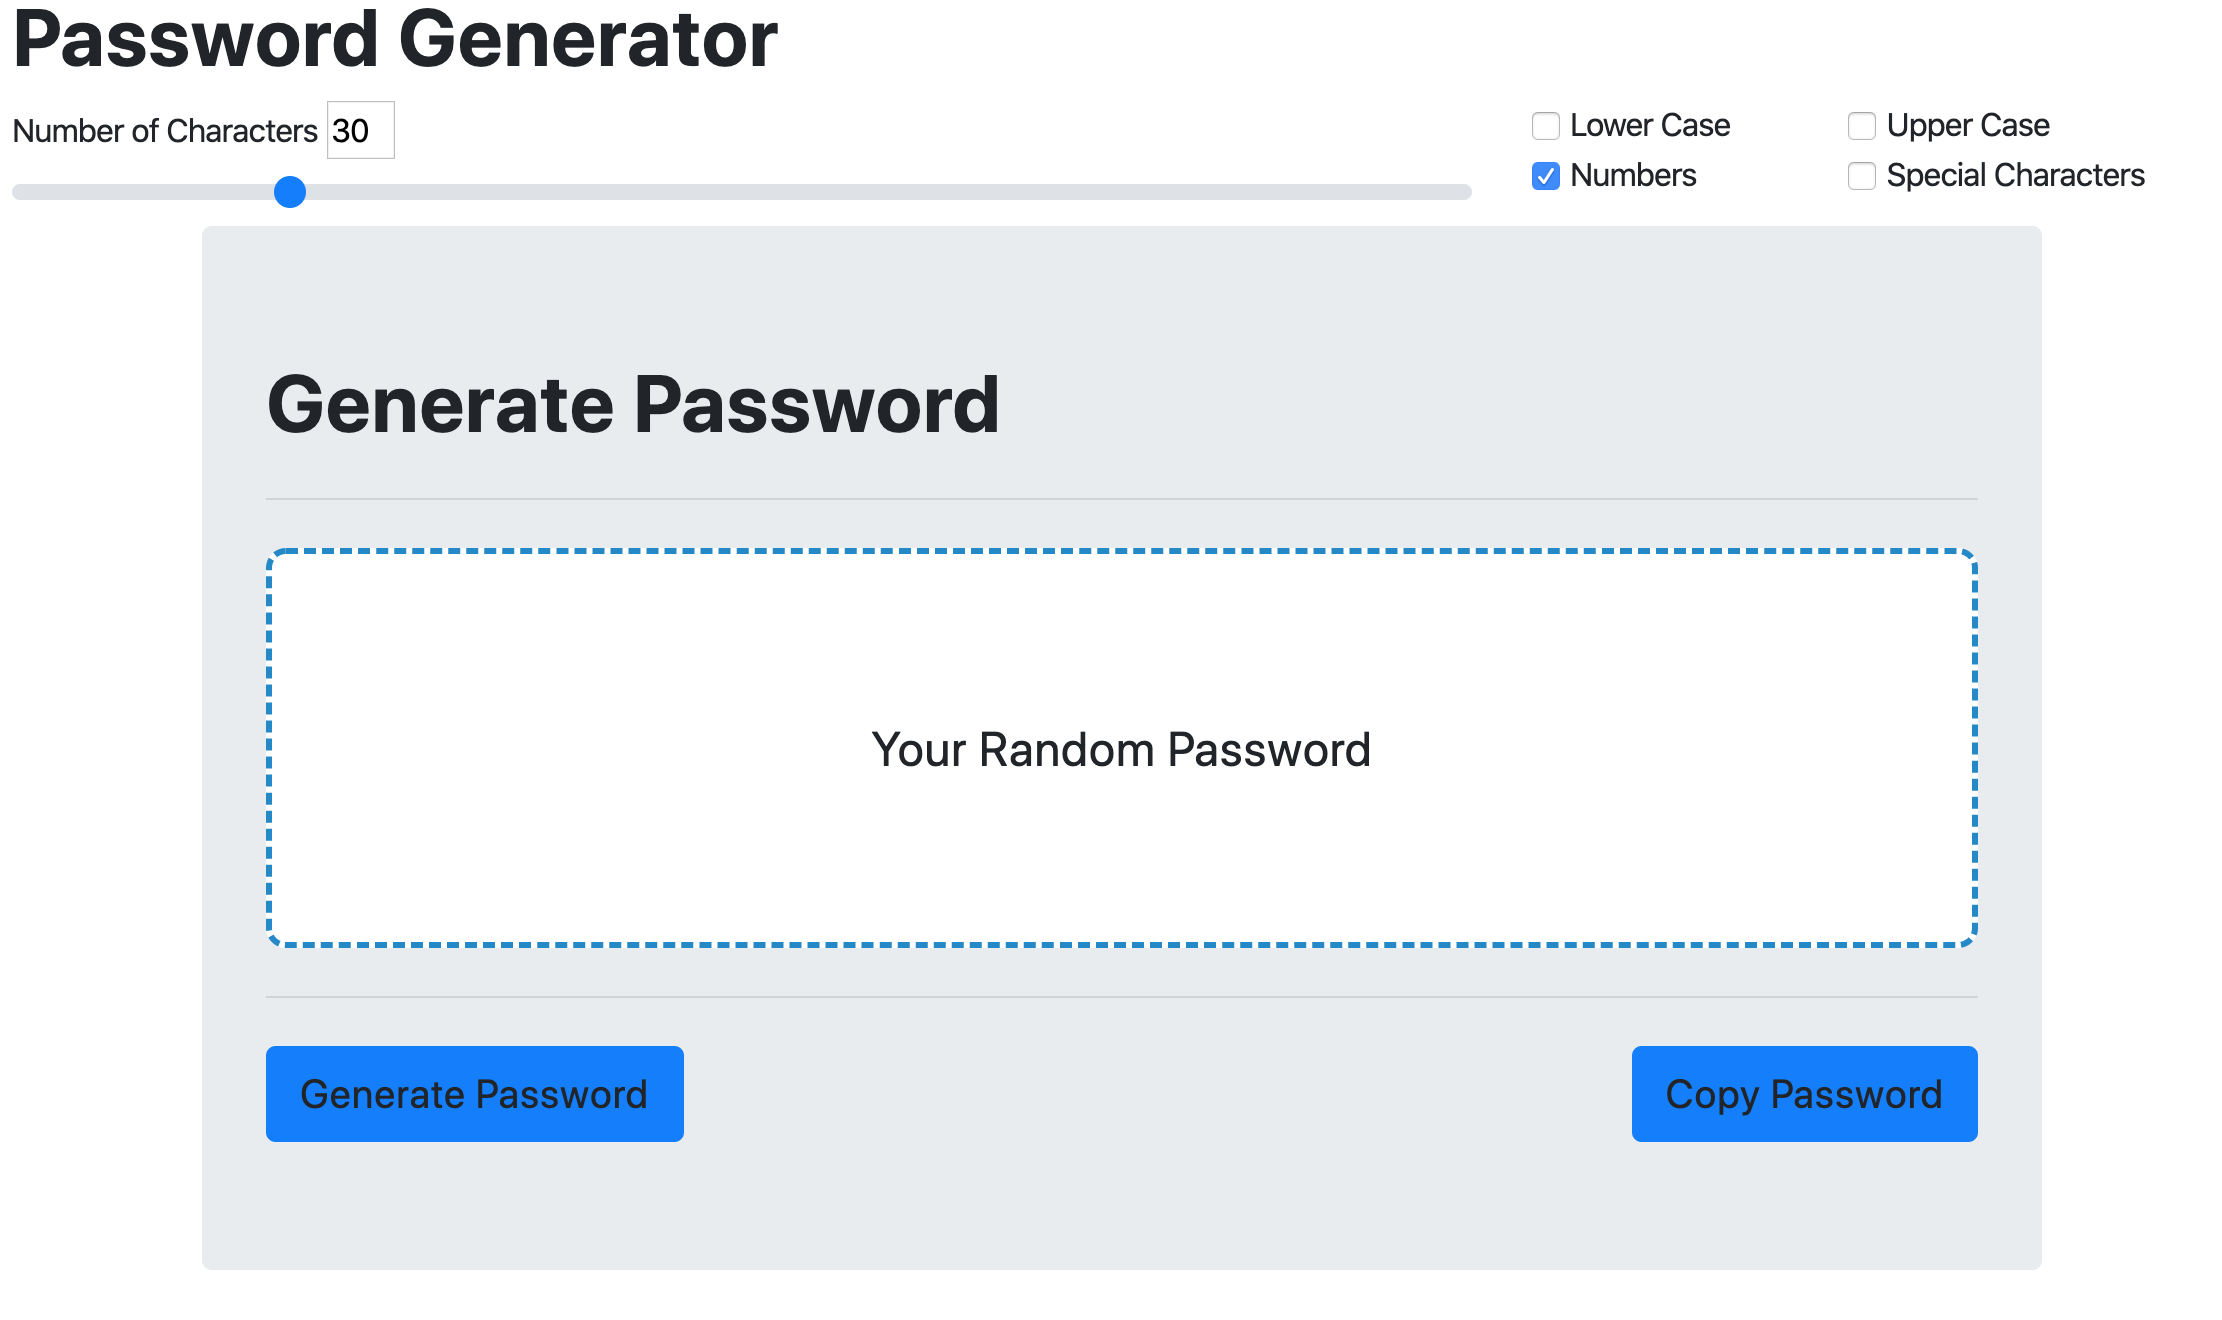 Password Generator
Number of Characters 30
Lower Case
Upper Case
Numbers
Special Characters
Generate Password
Your Random Password
Generate Password
Copy Password